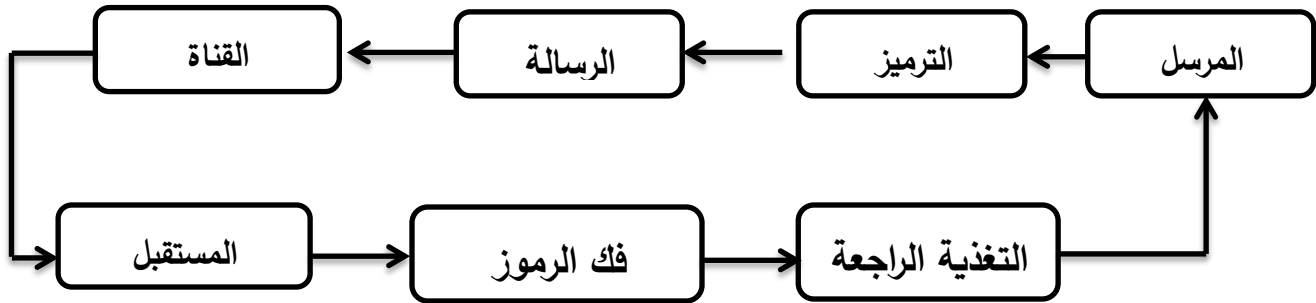 المرسل
الترميز
الرسالة
القناة
المستقبل
فك الرموز
التغذية الراجعة